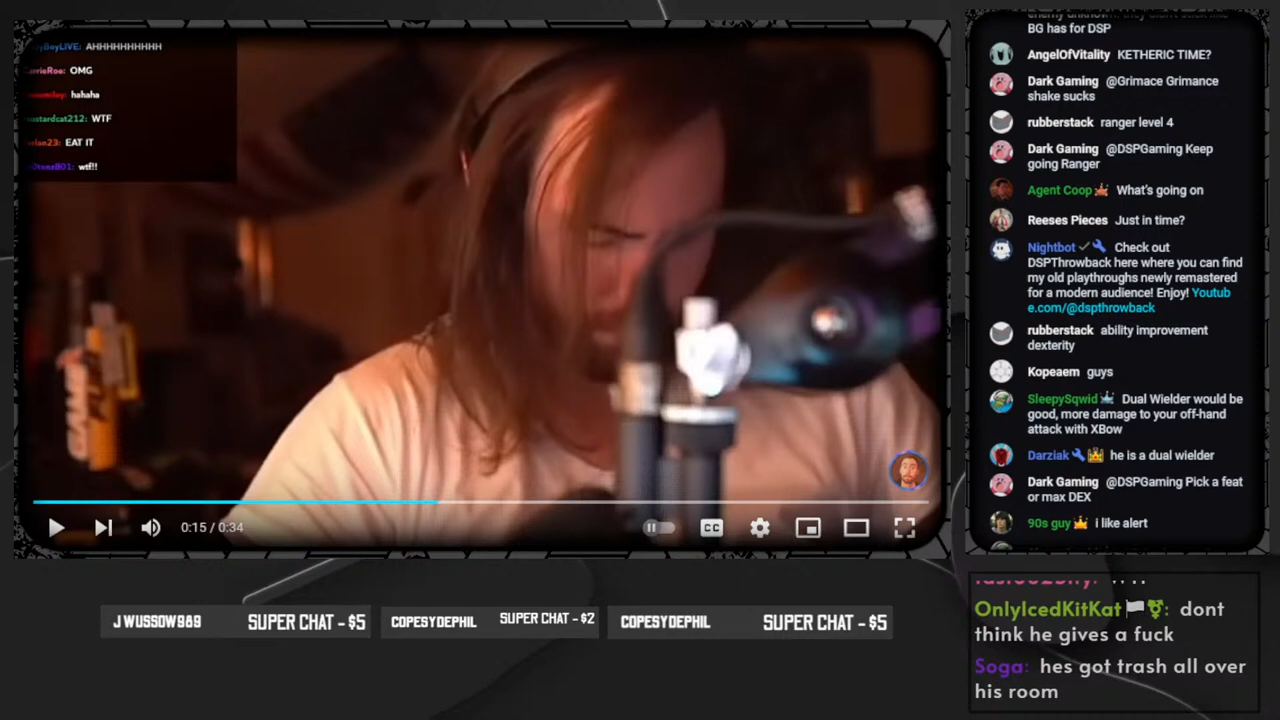 AHHHHHHHHHHH
OMG
hahaha
mustardcat212: WTF
EAT IT
wtf!!
0:15 / 0:34
CC
BG has for DSP
AngelOfVitality KETHERIC TIME?
Dark Gaming @Grimace Grimance
shake sucks
rubberstack ranger level 4
Dark Gaming @DSPGaming Keep
going Ranger
Agent Coop What's going on
Reeses Pieces Just in time?
Nightbot Check out
DSPThrowback here where you can find
my old playthroughs newly remastered
for a modern audience! Enjoy! Youtub
e.com/@dspthrowback
rubberstack ability improvement
dexterity
Kopeaem guys
SleepySqwid Dual Wielder would be
good, more damage to your off-hand
attack with XBow
Darziak he is a dual wielder
Dark Gaming @DSPGaming Pick a feat
or max DEX
90s guy i like alert
J WUSSOW989 SUPER CHAT - $5
COPESYDEPHIL SUPER CHAT - $2
COPESYDEPHIL SUPER CHAT - $5
OnlyIcedKitKat: dont
think he gives a fuck
Soga: hes got trash all over
his room